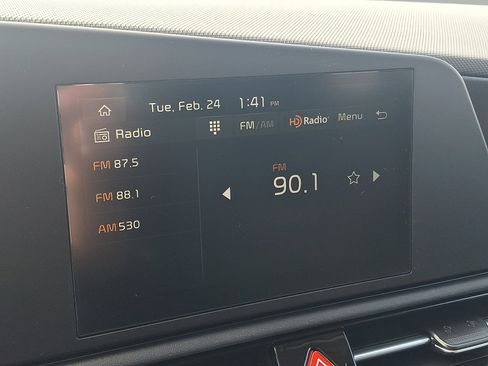 Tue, Feb. 24 1:41 PM
Radio FM/AM HD Radio Menu
FM 87.5
FM 88.1
AM 530
FM
90.1